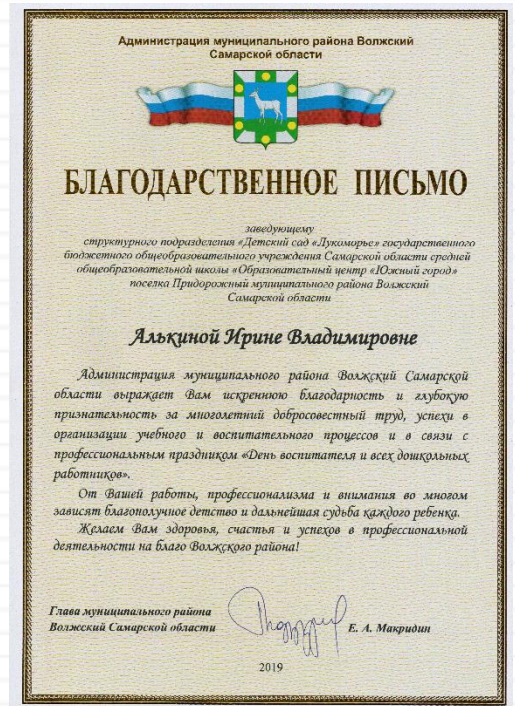 Администрация муниципального района Волжский
Самарской области
БЛАГОДАРСТВЕННОЕ ПИСЬМО
заведующему
структурного подразделения «Детский сад «Лукоморье» государственного
бюджетного общеобразовательного учреждения Самарской области средней
общеобразовательной школы «Образовательный центр «Южный город»
поселка Придорожный муниципального района Волжский
Самарской области
Алькиной Ирине Владимировне
Администрация муниципального района Волжский Самарской
области выражает Вам искреннюю благодарность и глубокую
признательность за многолетний добросовестный труд, успехи в
организации учебного и воспитательного процессов и в связи с
профессиональным праздником «День воспитателя и всех дошкольных
работников».
От Вашей работы, профессионализма и внимания во многом
зависят благополучное детство и дальнейшая судьба каждого ребенка.
Желаем Вам здоровья, счастья и успехов в профессиональной
деятельности на благо Волжского района!
Глава муниципального района
Волжский Самарской области
Е. А. Макридин
2019